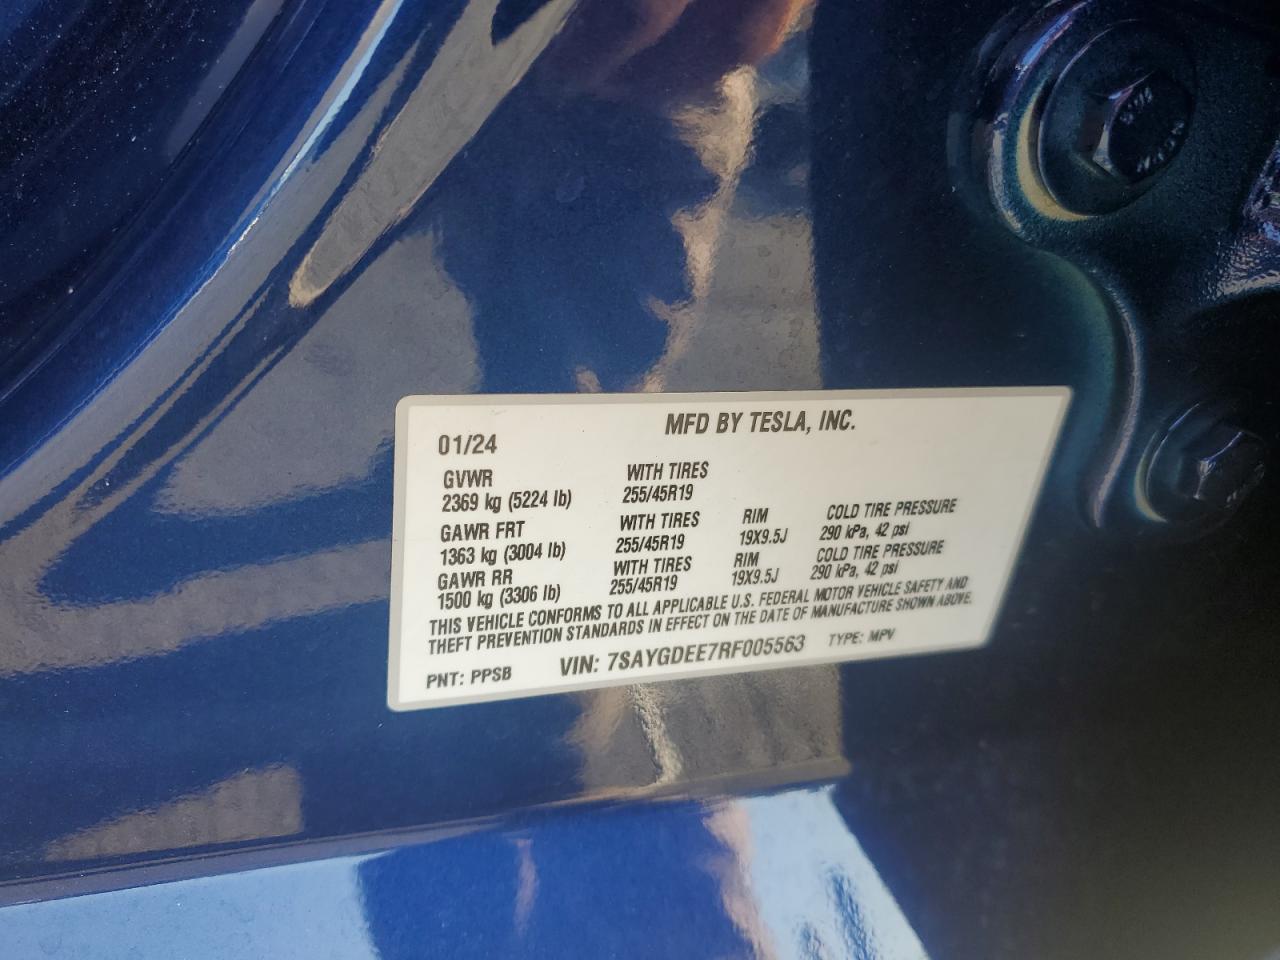 MFD BY TESLA, INC.
01/24
GVWR WITH TIRES
2369 kg (5224 lb) 255/45R19
GAWR FRT WITH TIRES RIM COLD TIRE PRESSURE
1363 kg (3004 lb) 255/45R19 19X9.5J 290 kPa, 42 psi
GAWR RR WITH TIRES RIM COLD TIRE PRESSURE
1500 kg (3306 lb) 255/45R19 19X9.5J 290 kPa, 42 psi
THIS VEHICLE CONFORMS TO ALL APPLICABLE U.S. FEDERAL MOTOR VEHICLE SAFETY AND
THEFT PREVENTION STANDARDS IN EFFECT ON THE DATE OF MANUFACTURE SHOWN ABOVE.
PNT: PPSB VIN: 7SAYGDEE7RF005563 TYPE: MPV